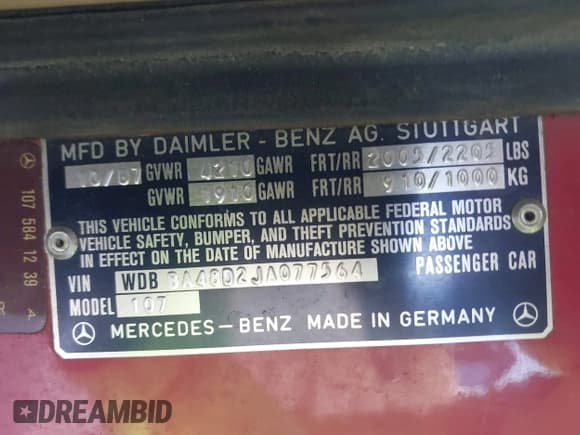 MFD BY DAIMLER - BENZ AG. STUTTGART
10/87 GVWR 4210 GAWR FRT/RR 2005/2205 LBS
GVWR 1910 GAWR FRT/RR 910/1000 KG
THIS VEHICLE CONFORMS TO ALL APPLICABLE FEDERAL MOTOR
VEHICLE SAFETY, BUMPER, AND THEFT PREVENTION STANDARDS
IN EFFECT ON THE DATE OF MANUFACTURE SHOWN ABOVE
VIN WDB BA48D2JA077564 PASSENGER CAR
MODEL 107
MERCEDES - BENZ MADE IN GERMANY
107 584 12 39
DREAMBID